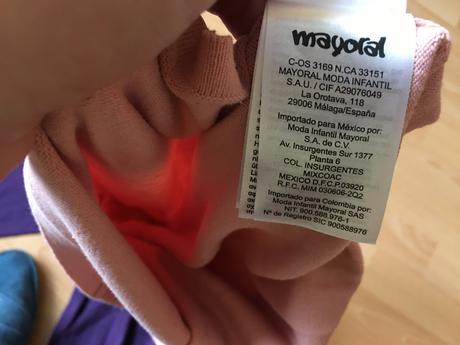 mayoral
C-OS 3169 N.CA 33151
MAYORAL MODA INFANTIL
S.A.U. / CIF A29076049
La Orotava, 118
29006 Málaga/España
Importado para México por:
Moda Infantil Mayoral
S.A. de C.V.
Av. Insurgentes Sur 1377
Planta 6
COL. INSURGENTES
MIXCOAC
MEXICO D.F.C.P.03920
R.F.C. MIM 030606-2Q2
Importado para Colombia por:
Moda Infantil Mayoral SAS
NIT. 900.588.976-1
Nº de Registro SIC 900588976